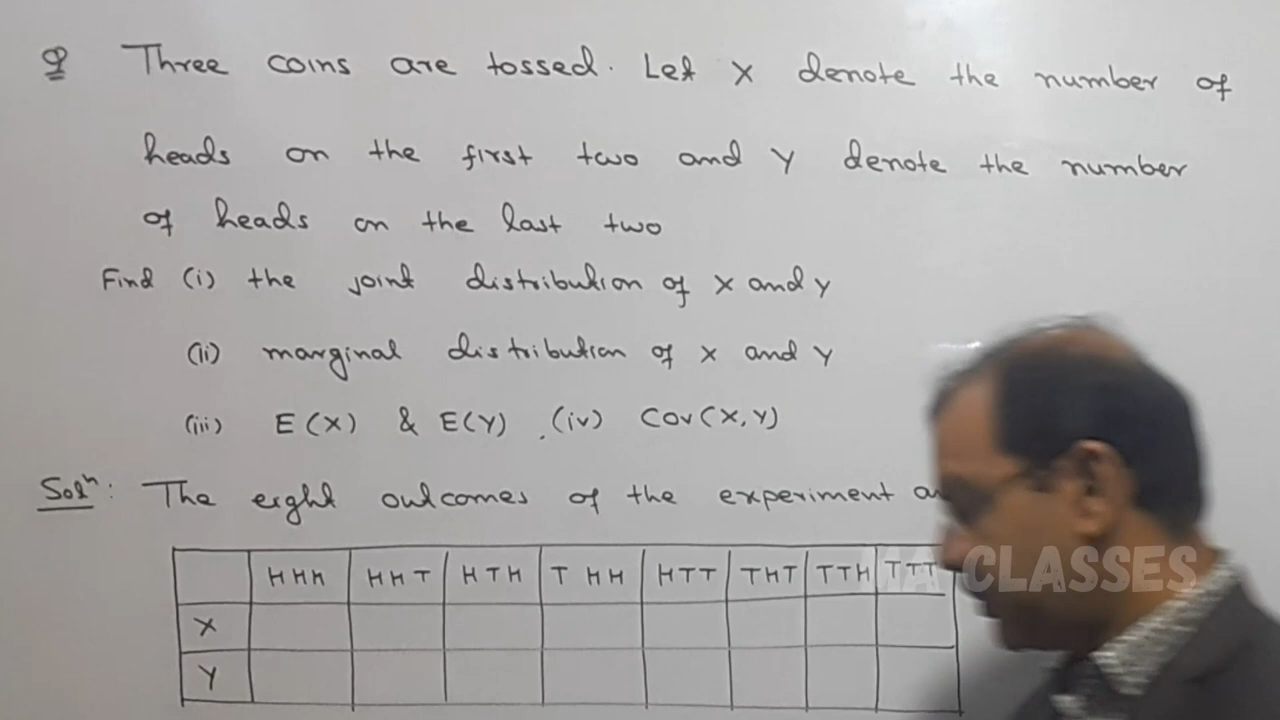 Q Three coins are tossed. Let X denote the number of
heads on the first two and Y denote the number
of heads on the last two
Find (i) the joint distribution of X and Y
(ii) marginal distribution of X and Y
(iii) E(X) & E(Y) . (iv) Cov(X,Y)
Solⁿ: The eight outcomes of the experiment
HHH HHT HTH THH HTT THT TTH TTT
X
Y
CLASSES